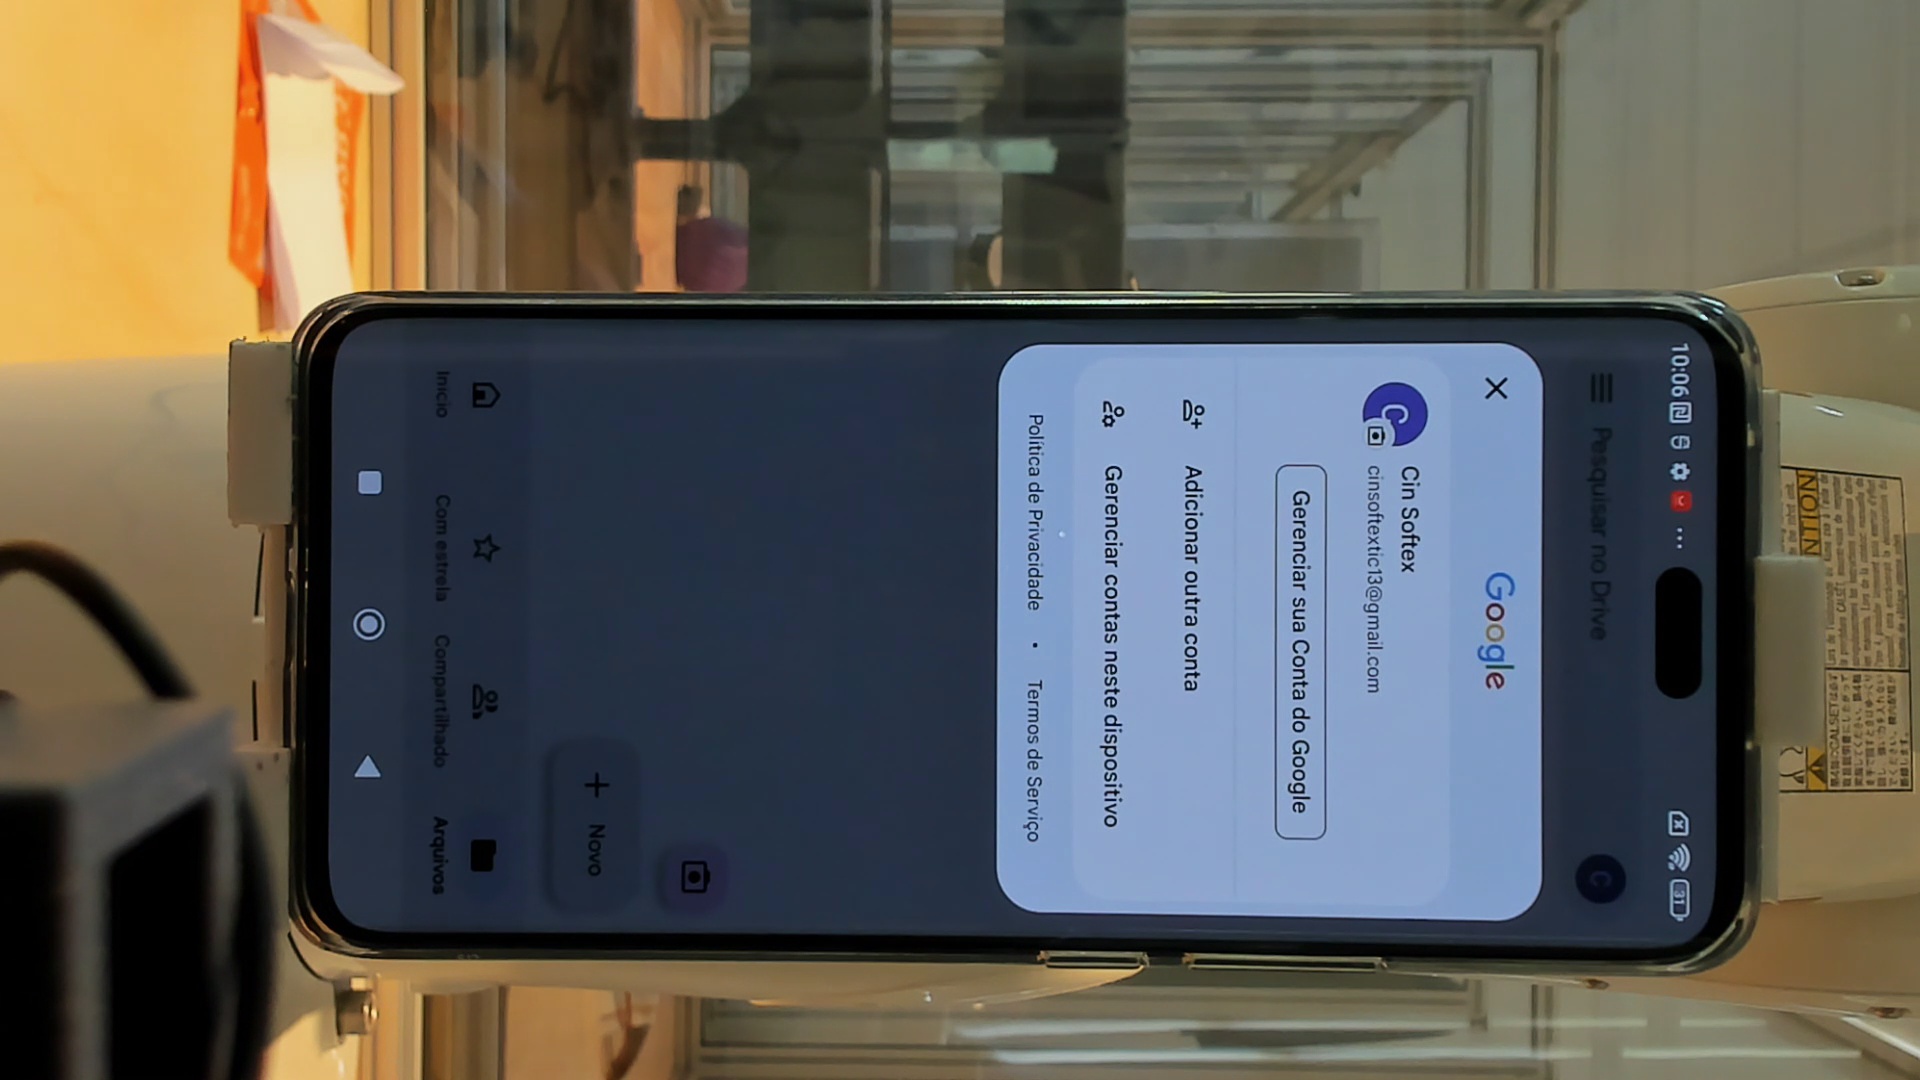 10:06
31
Pesquisar no Drive
C
Google
C
Cin Softex
cinsoftextic13@gmail.com
Gerenciar sua Conta do Google
Adicionar outra conta
Gerenciar contas neste dispositivo
Política de Privacidade • Termos de Serviço
Novo
Início
Com estrela
Compartilhado
Arquivos